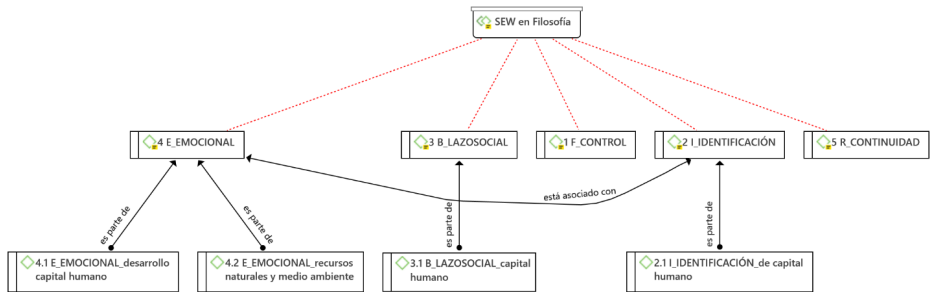 SEW en Filosofía
4 E_EMOCIONAL
3 B_LAZOSOCIAL
1 F_CONTROL
2 I_IDENTIFICACIÓN
5 R_CONTINUIDAD
está asociado con
es parte de
es parte de
es parte de
es parte de
4.1 E_EMOCIONAL_desarrollo
capital humano
4.2 E_EMOCIONAL_recursos
naturales y medio ambiente
3.1 B_LAZOSOCIAL_capital
humano
2.1 I_IDENTIFICACIÓN_de capital
humano